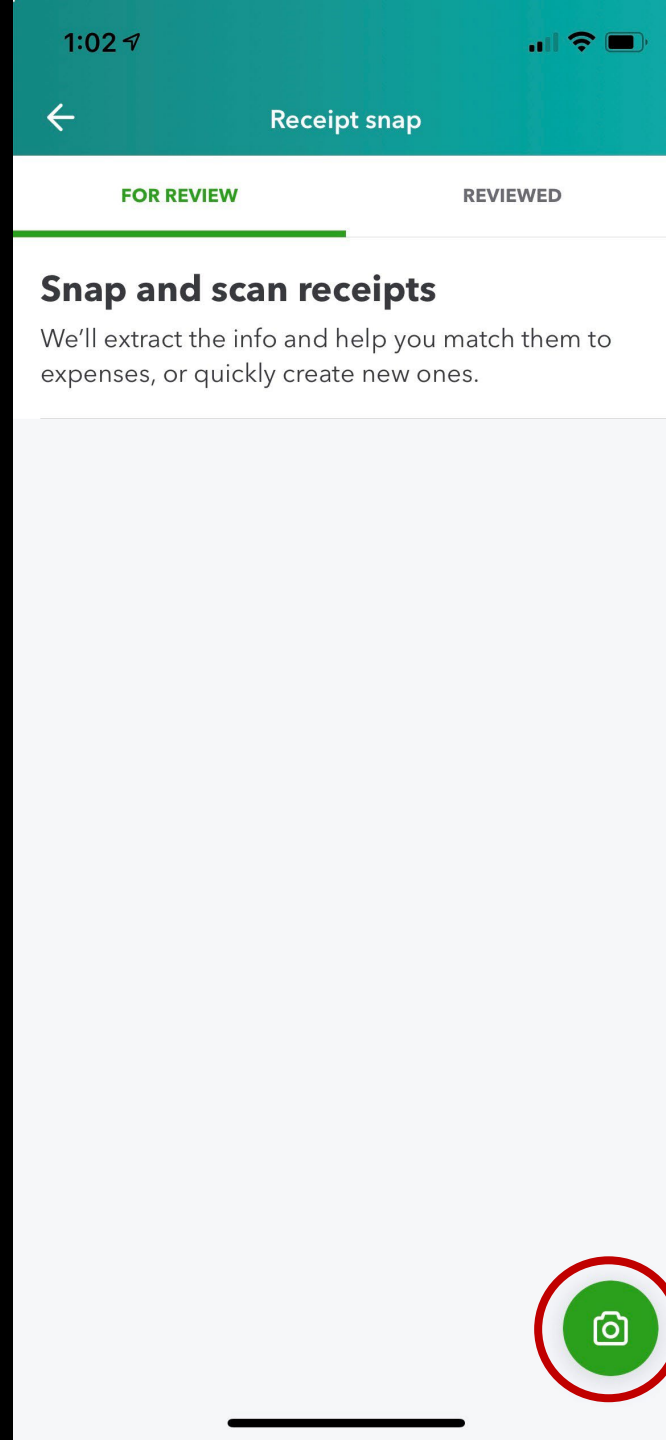 1:02
Receipt snap
FOR REVIEW
REVIEWED
Snap and scan receipts
We’ll extract the info and help you match them to
expenses, or quickly create new ones.